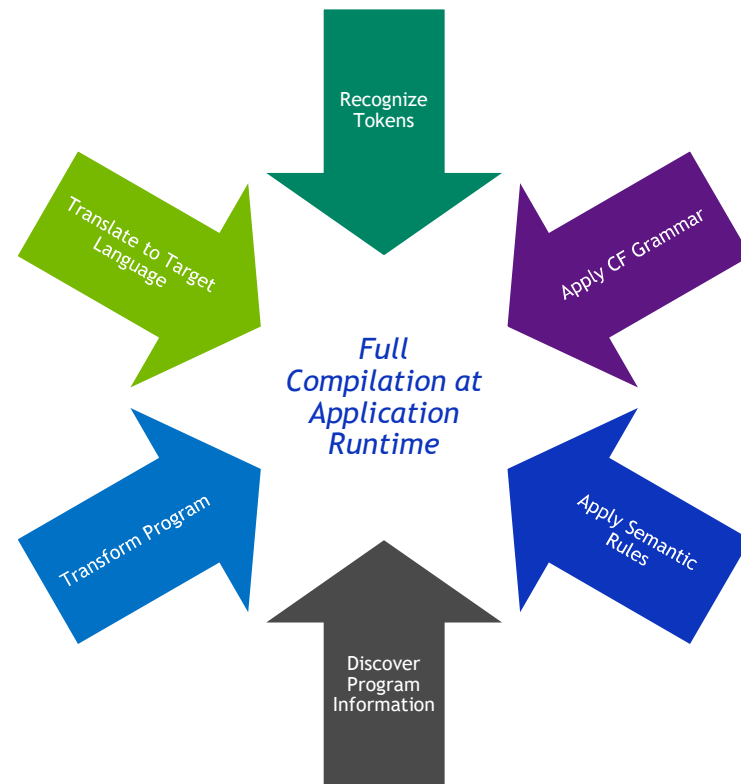 Recognize
Tokens
Apply CF Grammar
Apply Semantic
Rules
Discover
Program
Information
Transform Program
Translate to Target
Language
Full
Compilation at
Application
Runtime